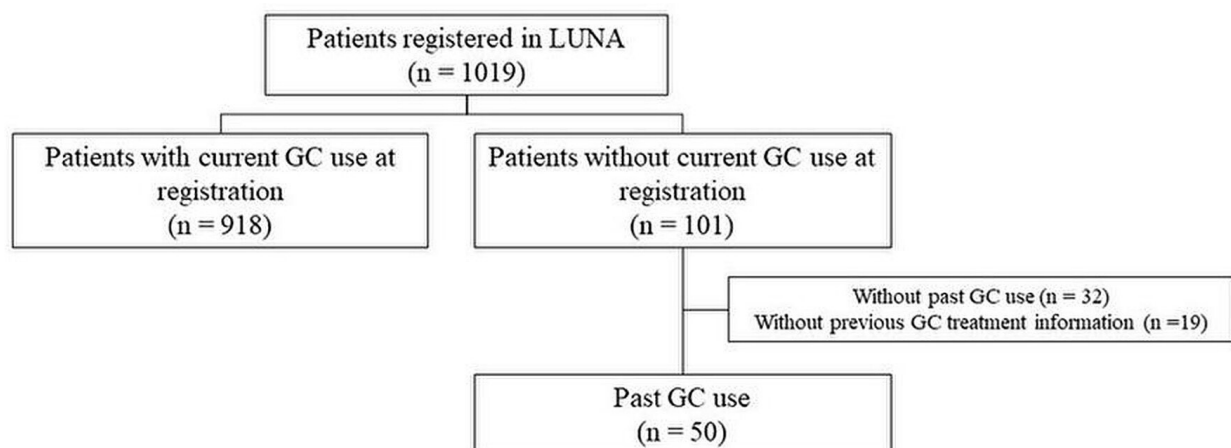 Patients registered in LUNA
(n = 1019)
Patients with current GC use at
registration
(n = 918)
Patients without current GC use at
registration
(n = 101)
Without past GC use (n = 32)
Without previous GC treatment information (n =19)
Past GC use
(n = 50)